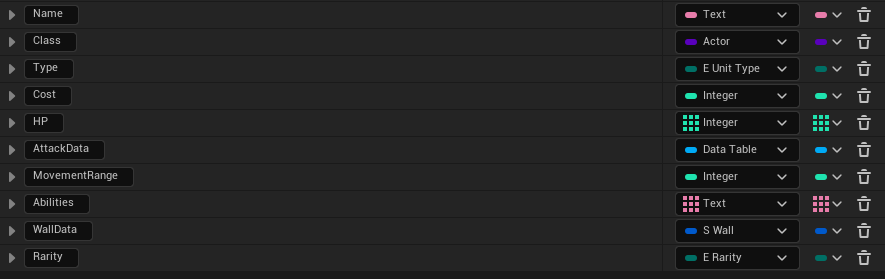 Name Text
Class Actor
Type E Unit Type
Cost Integer
HP Integer
AttackData Data Table
MovementRange Integer
Abilities Text
WallData S Wall
Rarity E Rarity